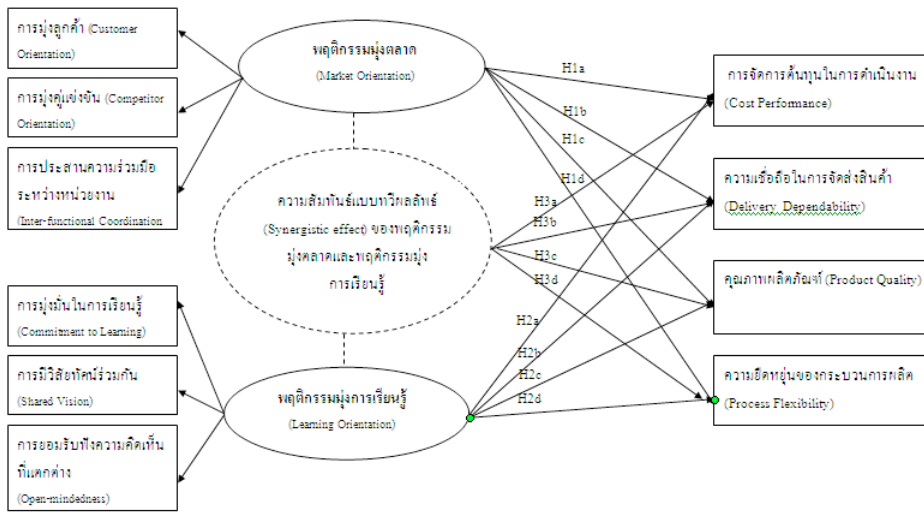 การมุ่งลูกค้า (Customer
Orientation)
การมุ่งคู่แข่งขัน (Competitor
Orientation)
การประสานความร่วมมือ
ระหว่างหน่วยงาน
(Inter-functional Coordination
การมุ่งมั่นในการเรียนรู้
(Commitment to Learning)
การมีวิสัยทัศน์ร่วมกัน
(Shared Vision)
การยอมรับฟังความคิดเห็น
ที่แตกต่าง
(Open-mindedness)
พฤติกรรมมุ่งตลาด
(Market Orientation)
ความสัมพันธ์แบบทวีผลลัพธ์
(Synergistic effect) ของพฤติกรรม
มุ่งตลาดและพฤติกรรมมุ่ง
การเรียนรู้
พฤติกรรมมุ่งการเรียนรู้
(Learning Orientation)
H1a
H1b
H1c
H1d
H3a
H3b
H3c
H3d
H2a
H2b
H2c
H2d
การจัดการต้นทุนในการดำเนินงาน
(Cost Performance)
ความเชื่อถือในการจัดส่งสินค้า
(Delivery Dependability)
คุณภาพผลิตภัณฑ์ (Product Quality)
ความยืดหยุ่นของกระบวนการผลิต
(Process Flexibility)